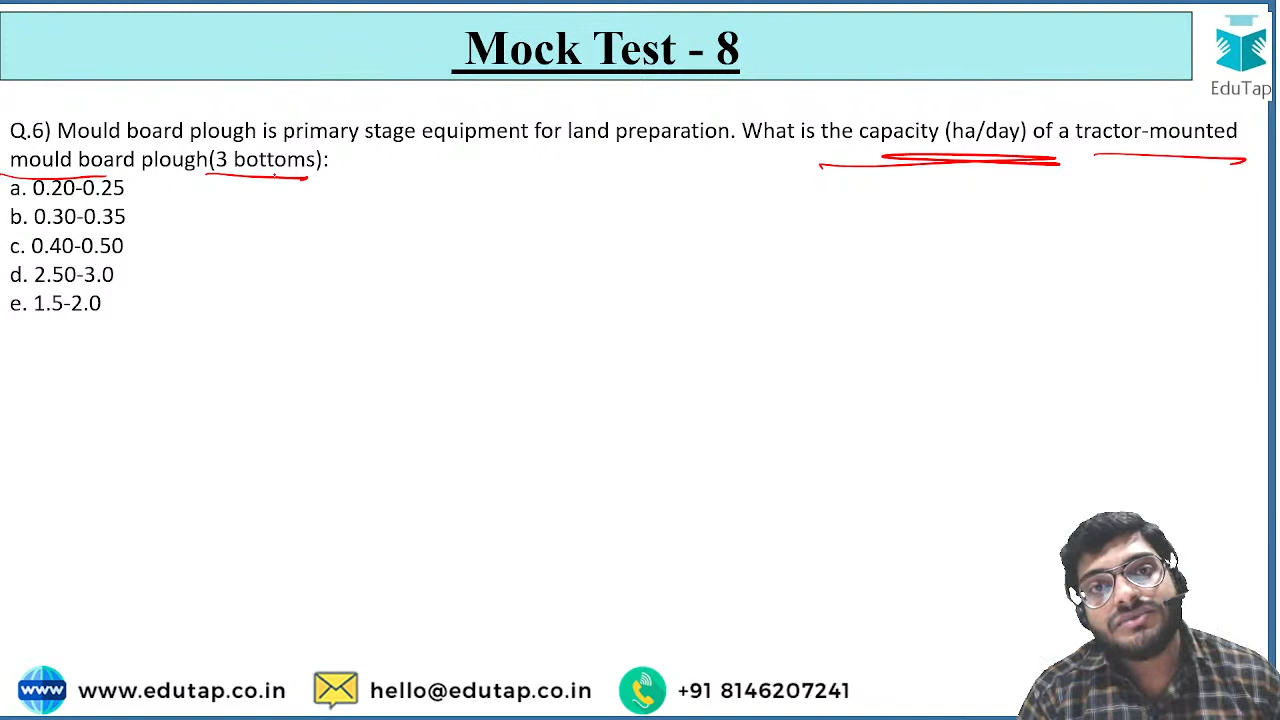 Mock Test - 8
EduTap
Q.6) Mould board plough is primary stage equipment for land preparation. What is the capacity (ha/day) of a tractor-mounted
mould board plough(3 bottoms):
a. 0.20-0.25
b. 0.30-0.35
c. 0.40-0.50
d. 2.50-3.0
e. 1.5-2.0
www www.edutap.co.in hello@edutap.co.in +91 8146207241